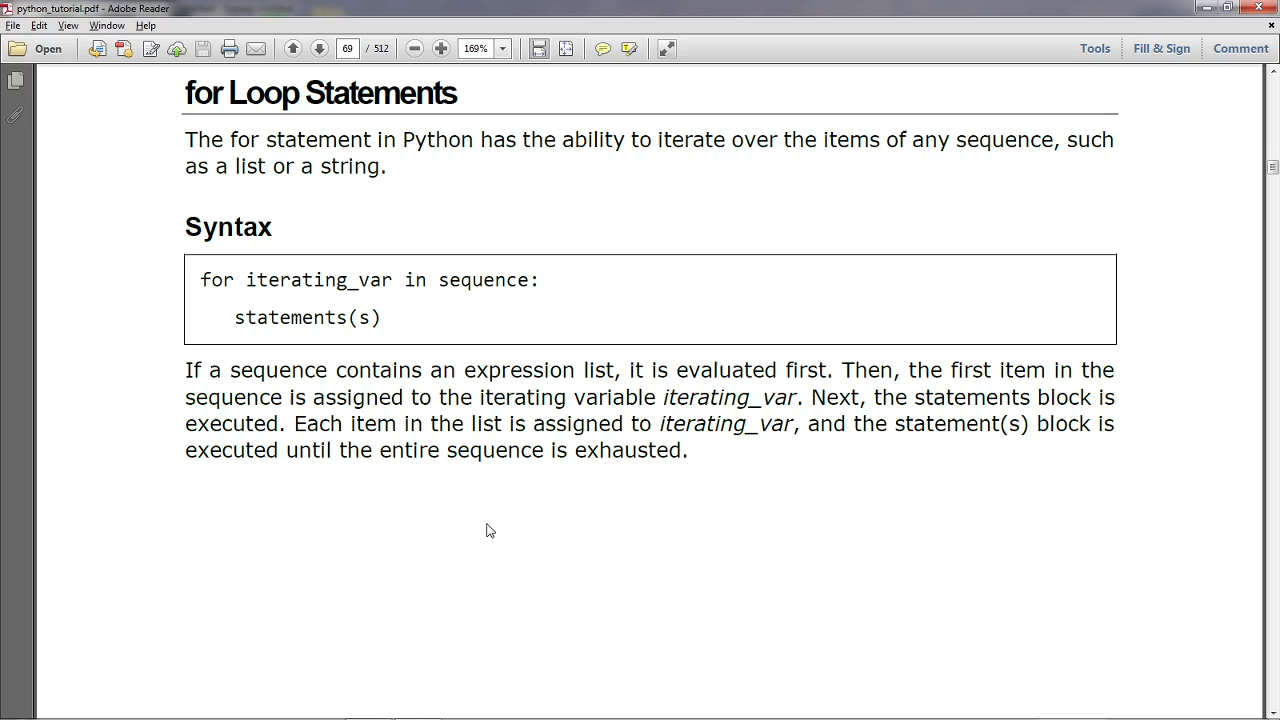 python_tutorial.pdf - Adobe Reader
File Edit View Window Help
Open 69 / 512 169% Tools Fill & Sign Comment
for Loop Statements
The for statement in Python has the ability to iterate over the items of any sequence, such
as a list or a string.
Syntax
for iterating_var in sequence:
statements(s)
If a sequence contains an expression list, it is evaluated first. Then, the first item in the
sequence is assigned to the iterating variable iterating_var. Next, the statements block is
executed. Each item in the list is assigned to iterating_var, and the statement(s) block is
executed until the entire sequence is exhausted.